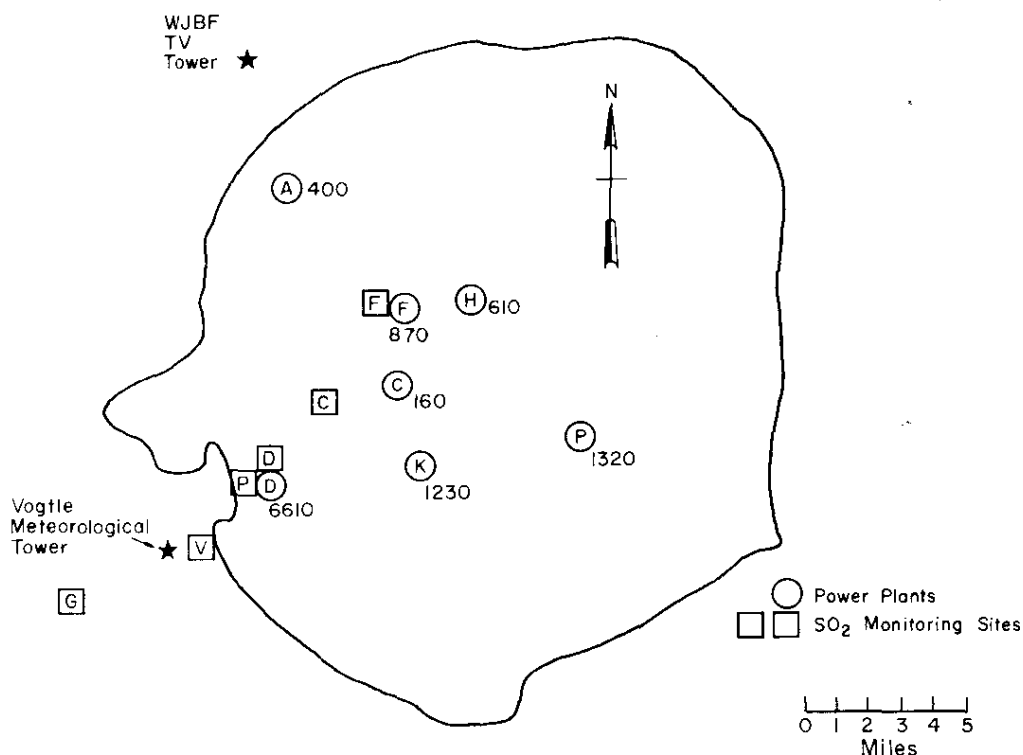 WJBF
TV
Tower
N
A 400
F F
870
H 610
C
C
160
P
1320
K
1230
D
P D
6610
Vogtle
Meteorological
Tower
V
G
Power Plants
SO₂ Monitoring Sites
0 1 2 3 4 5
Miles